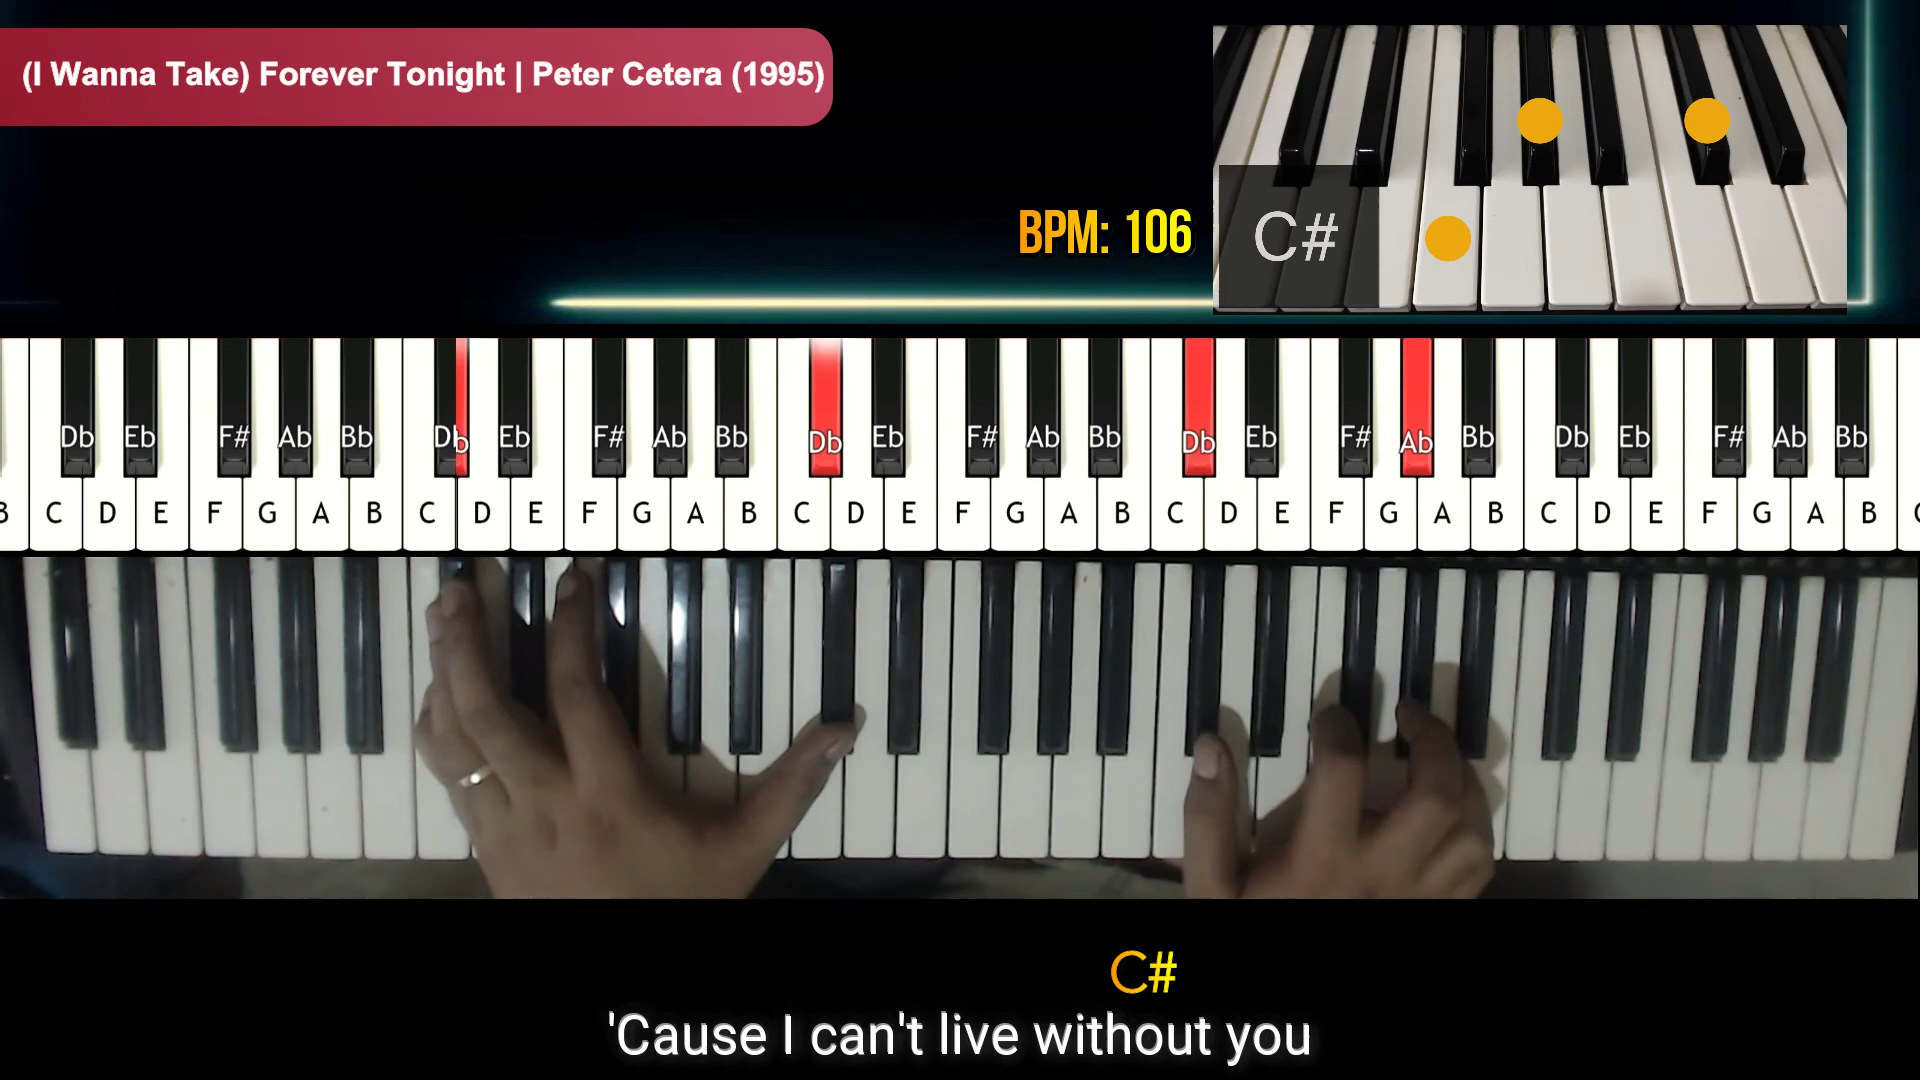 (I Wanna Take) Forever Tonight | Peter Cetera (1995)
BPM: 106
C#
Db Eb F# Ab Bb Db Eb F# Ab Bb Db Eb F# Ab Bb Db Eb F# Ab Bb Db Eb F# Ab Bb
B C D E F G A B C D E F G A B C D E F G A B C D E F G A B C D E F G A B C
C#
'Cause I can't live without you